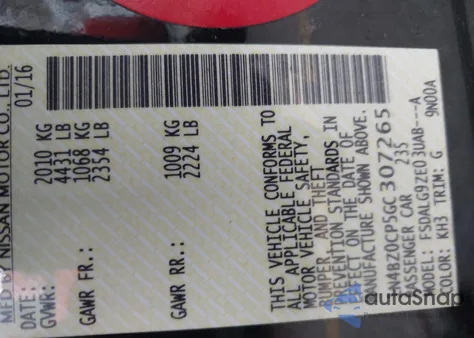 MFD BY NISSAN MOTOR CO., LTD.
DATE: 01/16
GVWR: 2010 KG
4431 LB
GAWR FR.: 1068 KG
2354 LB
GAWR RR.: 1009 KG
2224 LB
THIS VEHICLE CONFORMS TO
ALL APPLICABLE FEDERAL
MOTOR VEHICLE SAFETY,
BUMPER, AND THEFT
PREVENTION STANDARDS IN
EFFECT ON THE DATE OF
MANUFACTURE SHOWN ABOVE.
PASSENGER CAR 235
MODEL: 9N00A
COLOR: KH3 TRIM: G
autoSnap